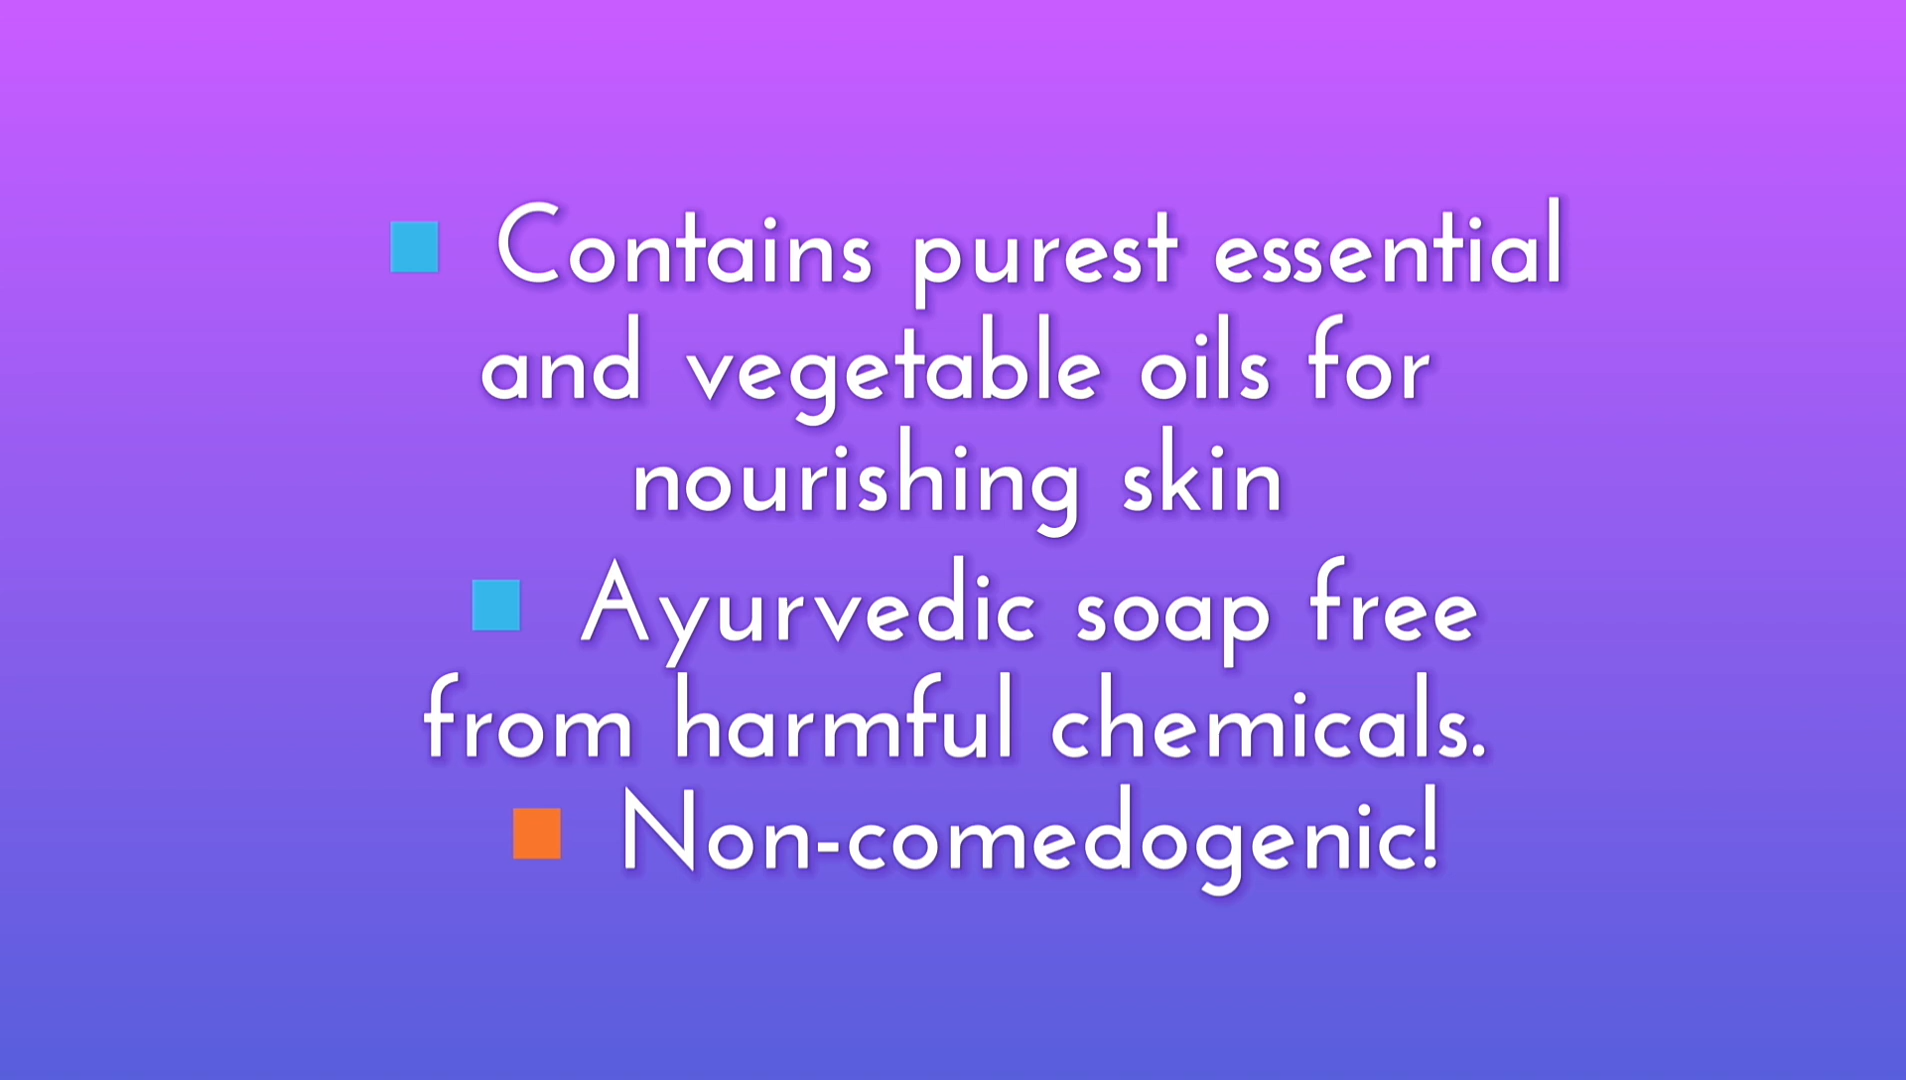 Contains purest essential
and vegetable oils for
nourishing skin
Ayurvedic soap free
from harmful chemicals.
Non-comedogenic!